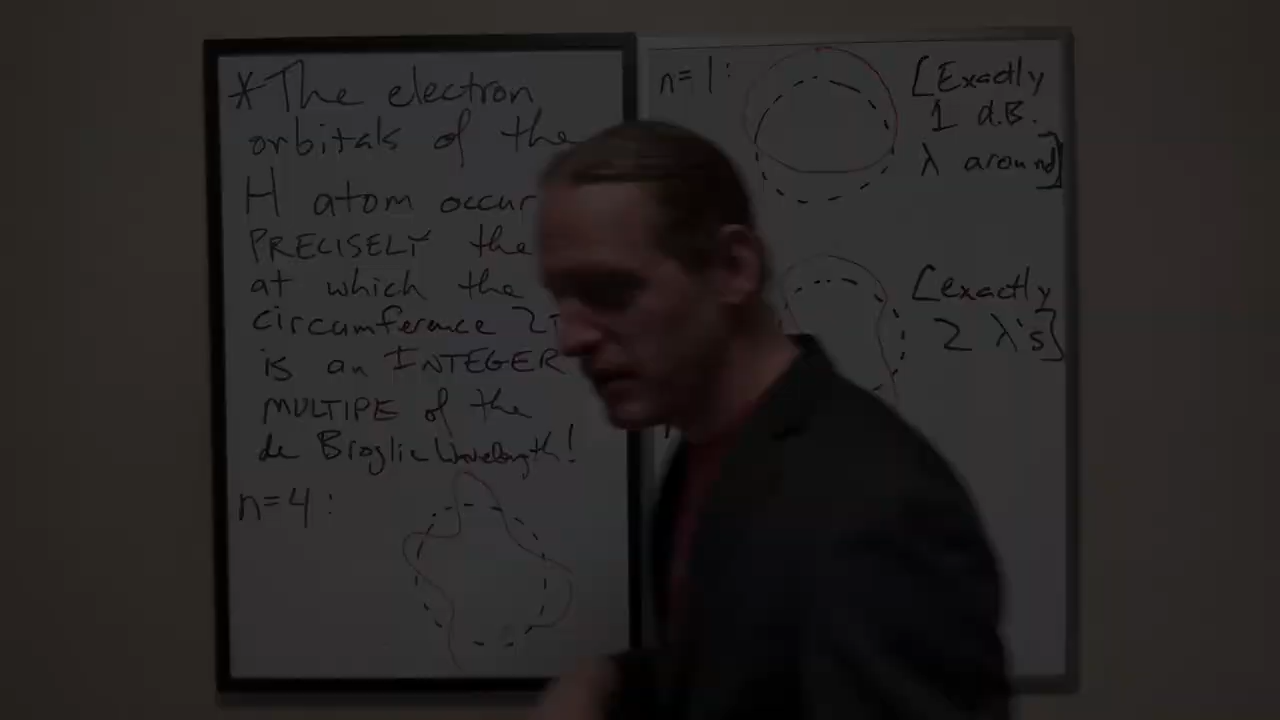 *The electron
orbitals of the
H atom occur
PRECISELY the
at which the
circumference 2π
is an INTEGER
MULTIPE of the
de Broglie Wavelength!
n=4:
n=1:
[Exactly
1 d.B.
λ around]
[exactly
2 λ's]